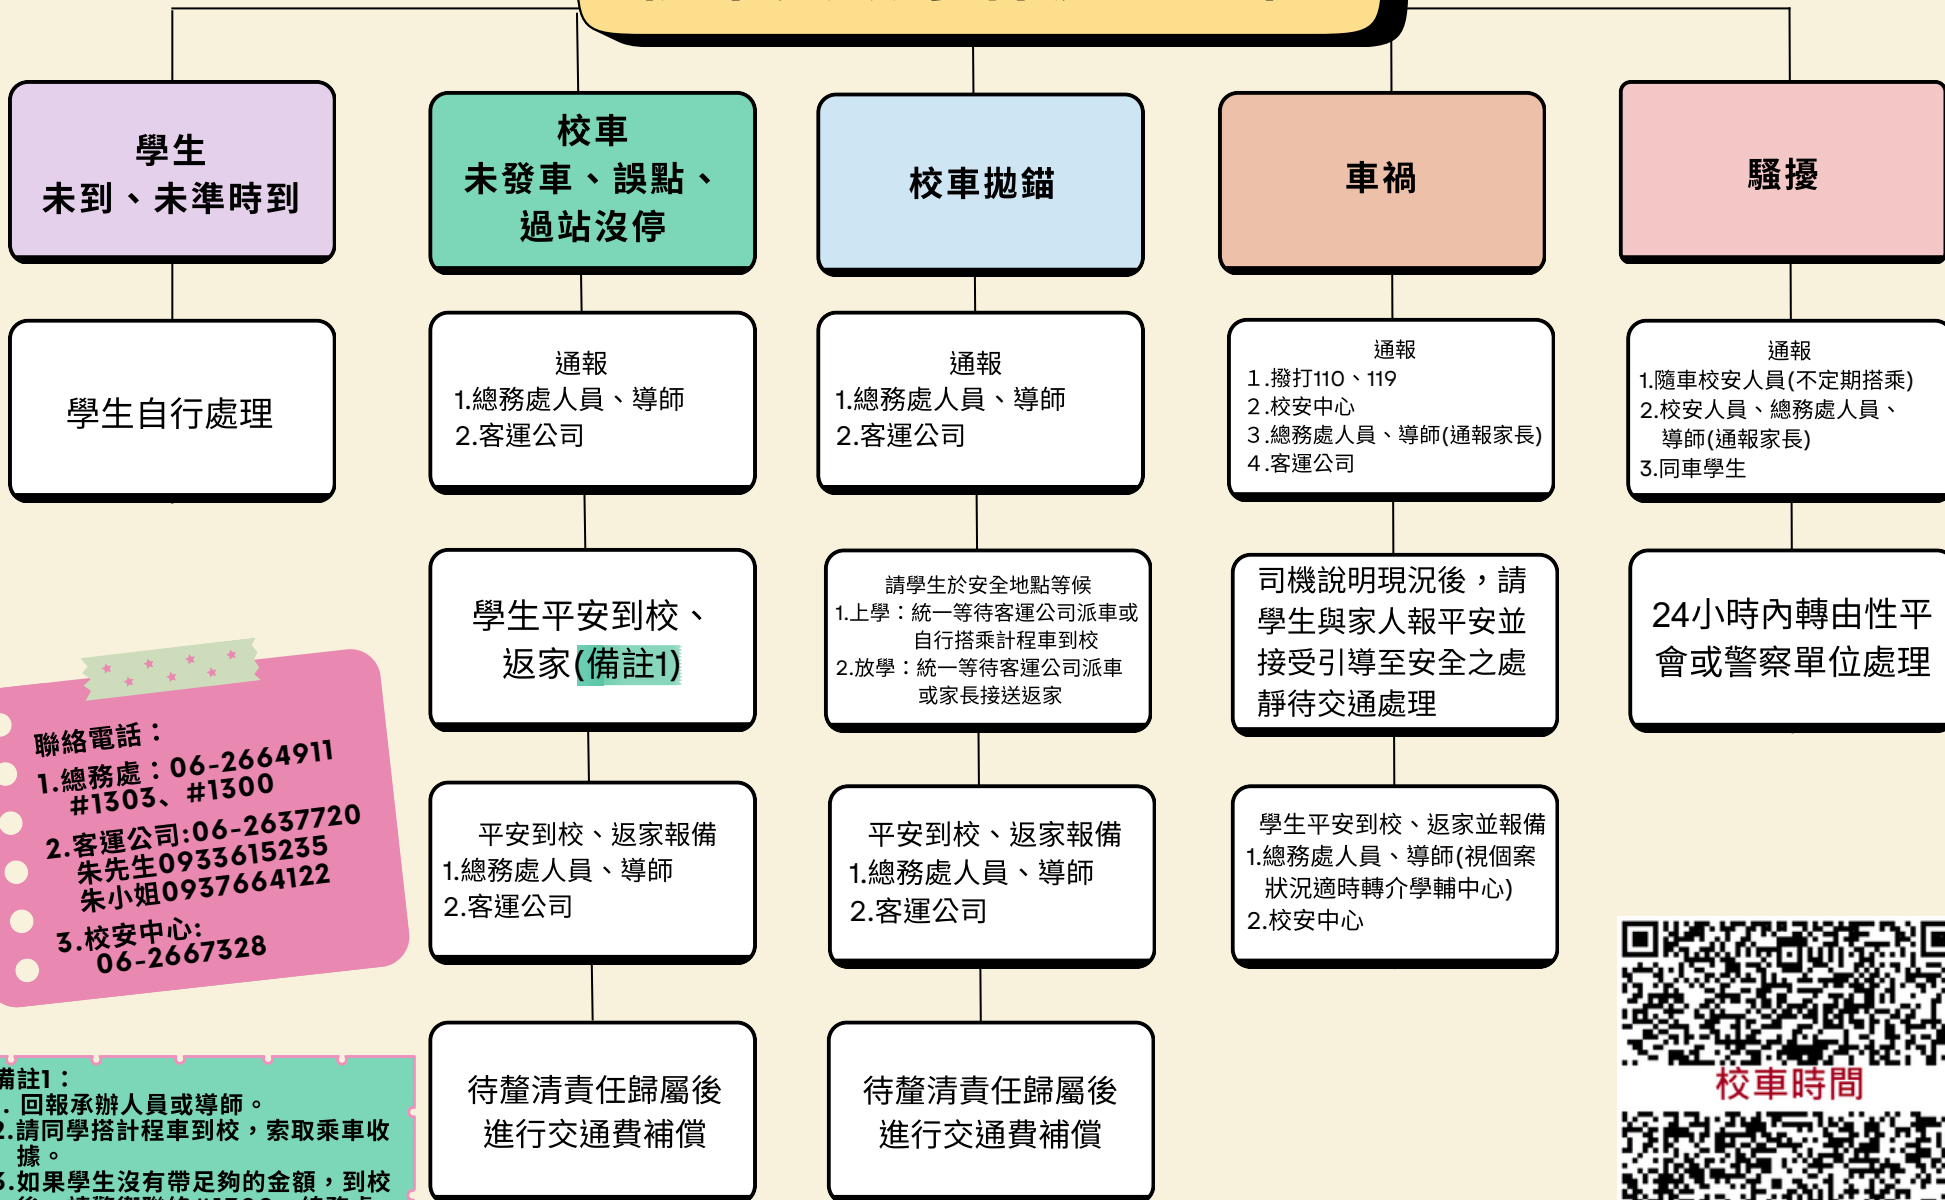 學生
未到、未準時到
學生自行處理
校車
未發車、誤點、
過站沒停
通報
1.總務處人員、導師
2.客運公司
學生平安到校、
返家(備註1)
平安到校、返家報備
1.總務處人員、導師
2.客運公司
待釐清責任歸屬後
進行交通費補償
校車拋錨
通報
1.總務處人員、導師
2.客運公司
請學生於安全地點等候
1.上學：統一等待客運公司派車或
自行搭乘計程車到校
2.放學：統一等待客運公司派車
或家長接送返家
平安到校、返家報備
1.總務處人員、導師
2.客運公司
待釐清責任歸屬後
進行交通費補償
車禍
通報
１.撥打110、119
２.校安中心
３.總務處人員、導師(通報家長)
４.客運公司
司機說明現況後，請
學生與家人報平安並
接受引導至安全之處
靜待交通處理
學生平安到校、返家並報備
1.總務處人員、導師(視個案
狀況適時轉介學輔中心)
2.校安中心
騷擾
通報
1.隨車校安人員(不定期搭乘)
2.校安人員、總務處人員、
導師(通報家長)
3.同車學生
24小時內轉由性平
會或警察單位處理
聯絡電話：
1.總務處：06-2664911
#1303、#1300
2.客運公司:06-2637720
朱先生0933615235
朱小姐0937664122
3.校安中心:
06-2667328
備註1：
. 回報承辦人員或導師。
2.請同學搭計程車到校，索取乘車收
據。
3.如果學生沒有帶足夠的金額，到校
校車時間